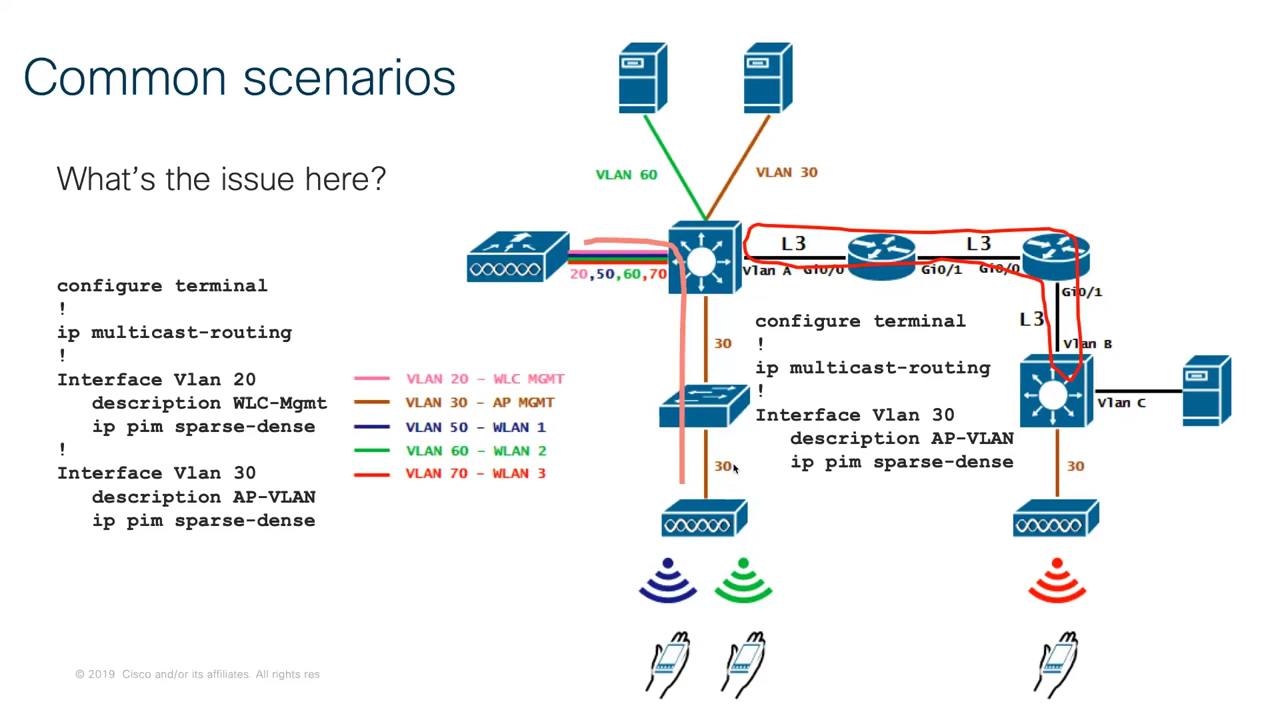 Common scenarios
What's the issue here?
configure terminal
!
ip multicast-routing
!
Interface Vlan 20
description WLC-Mgmt
ip pim sparse-dense
!
Interface Vlan 30
description AP-VLAN
ip pim sparse-dense
VLAN 20 - WLC MGMT
VLAN 30 - AP MGMT
VLAN 50 - WLAN 1
VLAN 60 - WLAN 2
VLAN 70 - WLAN 3
VLAN 60
VLAN 30
20,50,60,70
L3
L3
Vlan A
Gi0/0
Gi0/1
Gi0/0
Gi0/1
L3
Vlan B
Vlan C
30
30
30
configure terminal
!
ip multicast-routing
!
Interface Vlan 30
description AP-VLAN
ip pim sparse-dense
© 2019 Cisco and/or its affiliates. All rights res